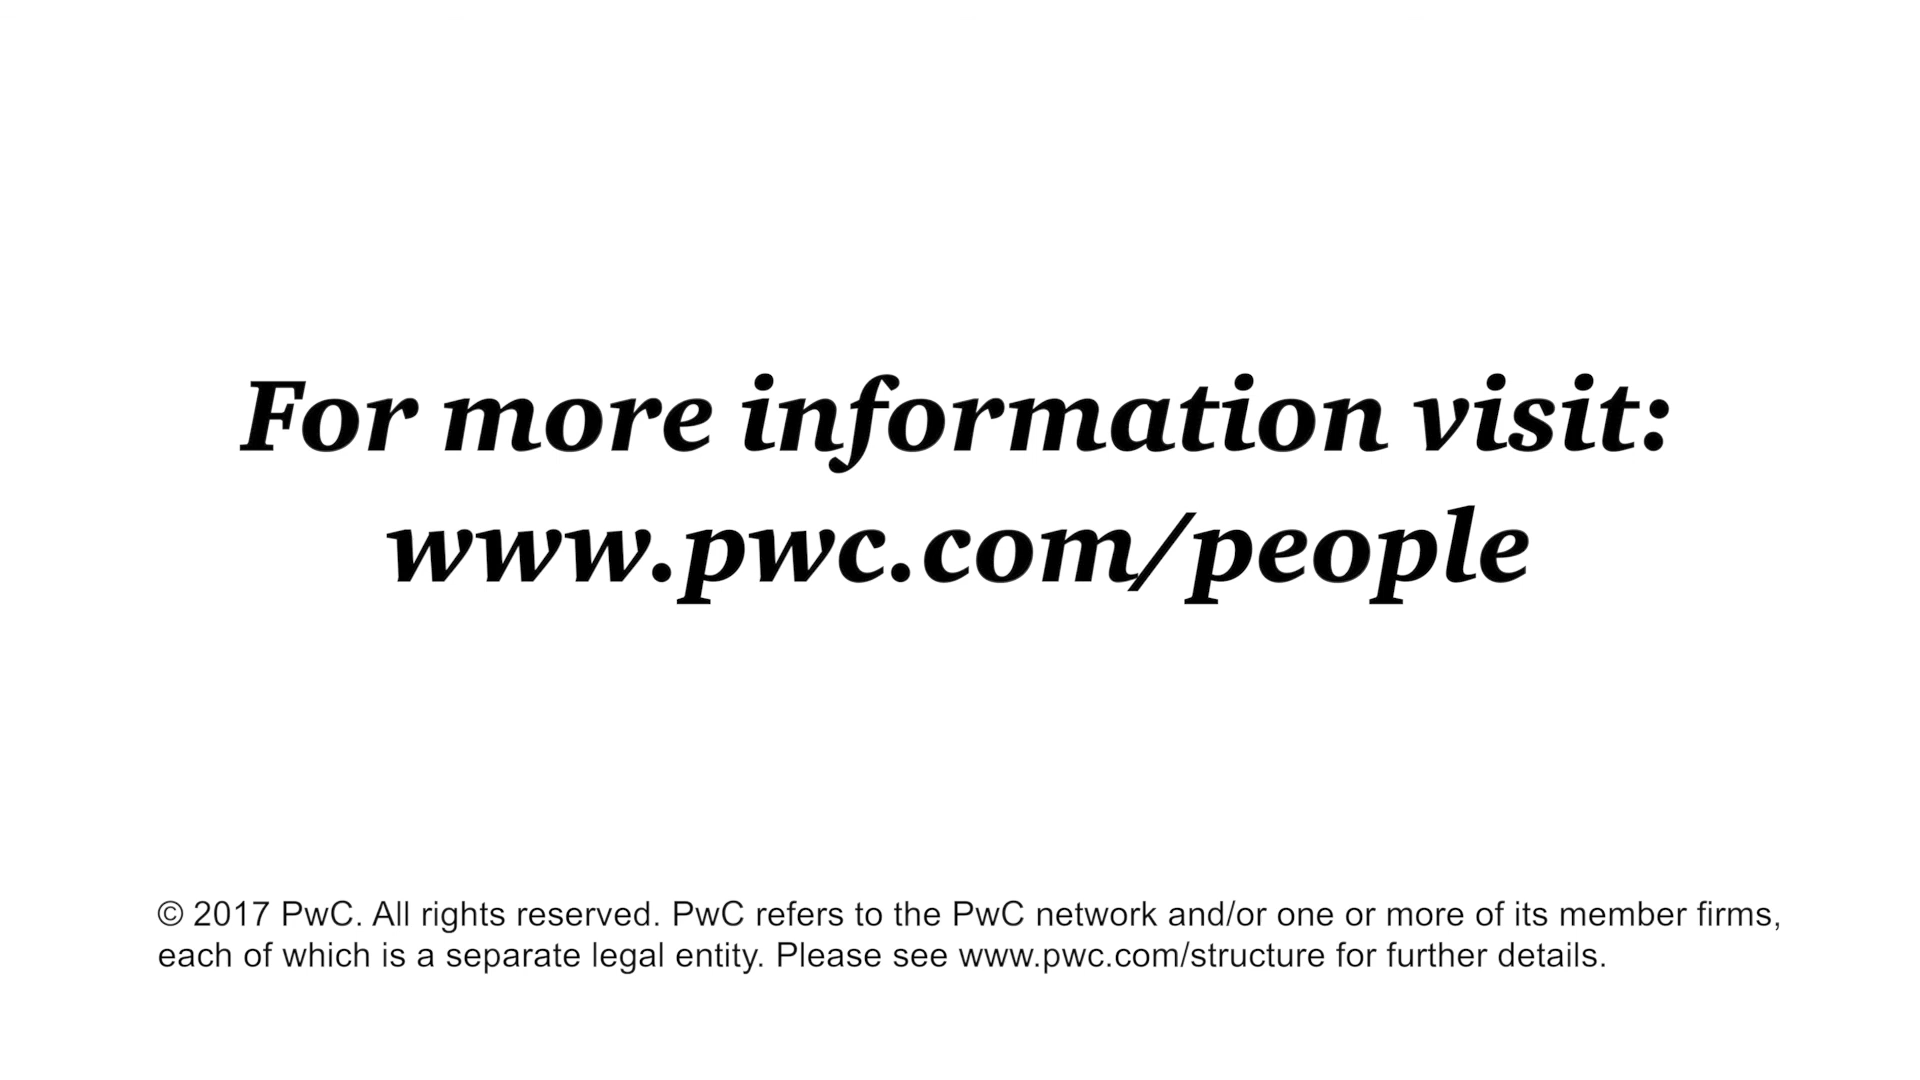 For more information visit:
www.pwc.com/people
© 2017 PwC. All rights reserved. PwC refers to the PwC network and/or one or more of its member firms,
each of which is a separate legal entity. Please see www.pwc.com/structure for further details.